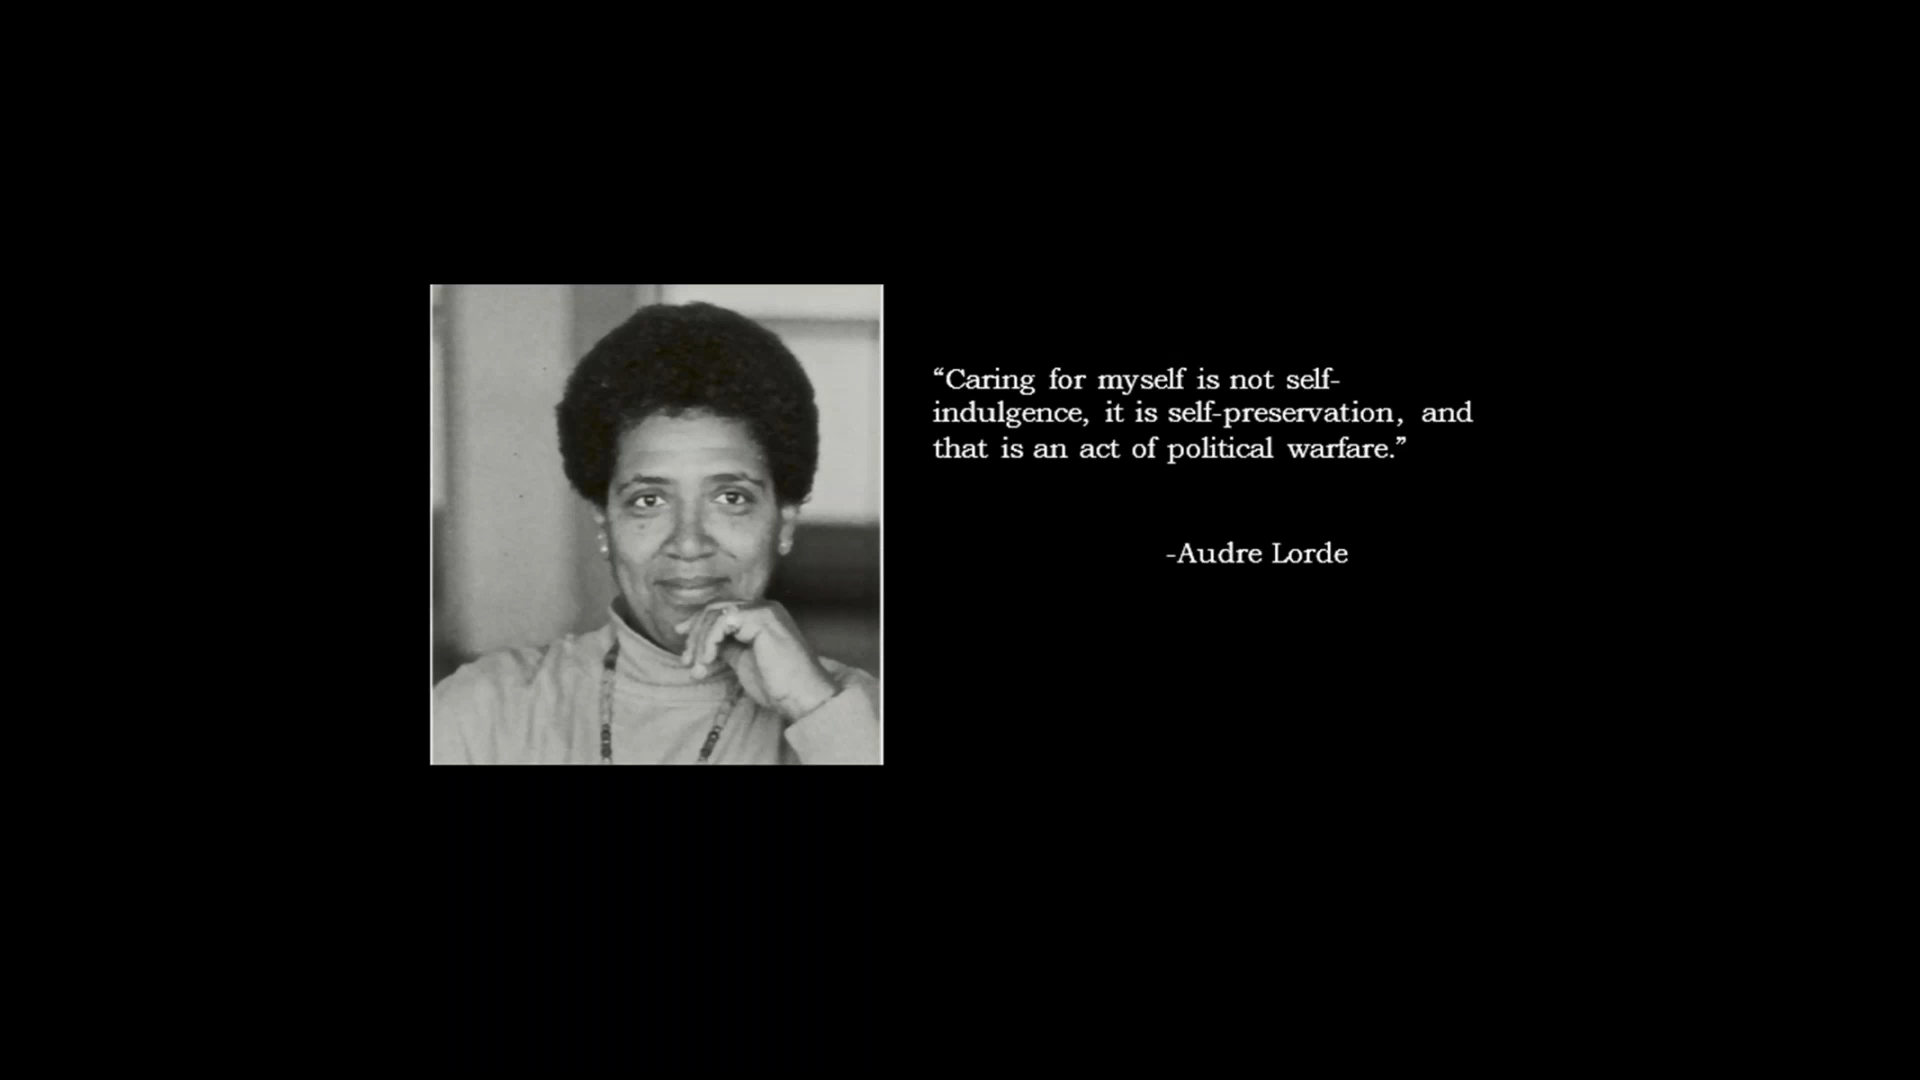 “Caring for myself is not self-
indulgence, it is self-preservation, and
that is an act of political warfare.”
-Audre Lorde